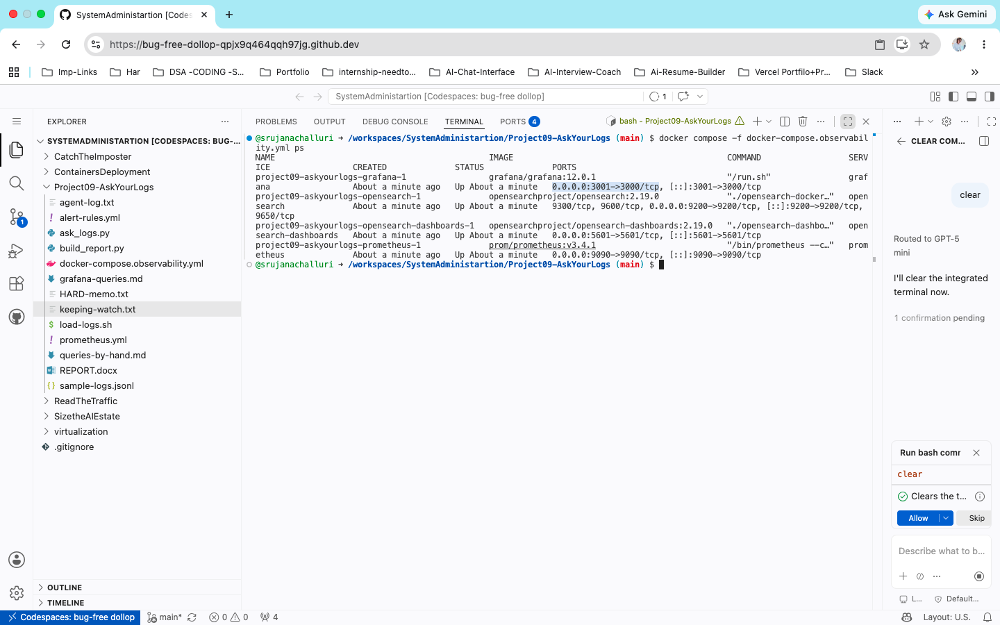 SystemAdministartion [Codes
Ask Gemini
https://bug-free-dollop-qpjx9q464qqh97jg.github.dev
Imp-Links
Har
DSA -CODING -S...
Portfolio
internship-needto...
AI-Chat-Interface
AI-Interview-Coach
Ai-Resume-Builder
Vercel Portfilo+Pr...
Slack
SystemAdministartion [Codespaces: bug-free dollop]
1
EXPLORER
SYSTEMADMINISTARTION [CODESPACES: BUG-...
CatchTheImposter
ContainersDeployment
Project09-AskYourLogs
agent-log.txt
alert-rules.yml
ask_logs.py
build_report.py
docker-compose.observability.yml
grafana-queries.md
HARD-memo.txt
keeping-watch.txt
load-logs.sh
prometheus.yml
queries-by-hand.md
REPORT.docx
sample-logs.jsonl
ReadTheTraffic
SizetheAIEstate
virtualization
.gitignore
OUTLINE
TIMELINE
1
PROBLEMS OUTPUT DEBUG CONSOLE TERMINAL PORTS 4
bash - Project09-AskYourLogs
@srujanachalluri ➜ /workspaces/SystemAdministartion/Project09-AskYourLogs (main) $ docker compose -f docker-compose.observabil
ity.yml ps
NAME IMAGE COMMAND SERV
ICE CREATED STATUS PORTS
project09-askyourlogs-grafana-1 grafana/grafana:12.0.1 "/run.sh" graf
ana About a minute ago Up About a minute 0.0.0.0:3001->3000/tcp, [::]:3001->3000/tcp
project09-askyourlogs-opensearch-1 opensearchproject/opensearch:2.19.0 "./opensearch-docker…" open
search About a minute ago Up About a minute 9300/tcp, 9600/tcp, 0.0.0.0:9200->9200/tcp, [::]:9200->9200/tcp,
9650/tcp
project09-askyourlogs-opensearch-dashboards-1 opensearchproject/opensearch-dashboards:2.19.0 "./opensearch-dashbo…" open
search-dashboards About a minute ago Up About a minute 0.0.0.0:5601->5601/tcp, [::]:5601->5601/tcp
project09-askyourlogs-prometheus-1 prom/prometheus:v3.4.1 "/bin/prometheus --c…" prom
etheus About a minute ago Up About a minute 0.0.0.0:9090->9090/tcp, [::]:9090->9090/tcp
@srujanachalluri ➜ /workspaces/SystemAdministartion/Project09-AskYourLogs (main) $
CLEAR COM...
clear
Routed to GPT-5
mini
I'll clear the integrated
terminal now.
1 confirmation pending
Run bash comr
clear
Clears the t...
Allow
Skip
Describe what to b...
L...
Default...
Codespaces: bug-free dollop
main*
0
0
4
Layout: U.S.